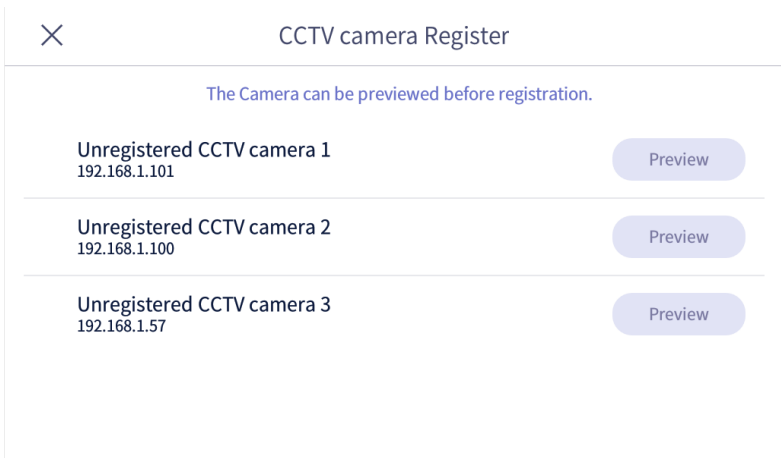 CCTV camera Register
The Camera can be previewed before registration.
Unregistered CCTV camera 1
192.168.1.101
Preview
Unregistered CCTV camera 2
192.168.1.100
Preview
Unregistered CCTV camera 3
192.168.1.57
Preview